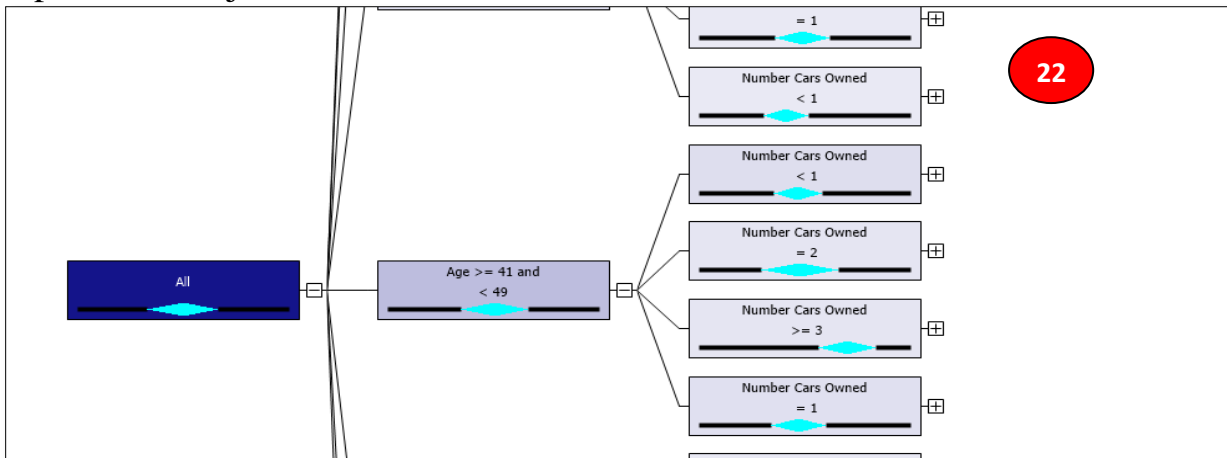 = 1
Number Cars Owned
< 1
22
Number Cars Owned
< 1
Number Cars Owned
= 2
All
Age >= 41 and
< 49
Number Cars Owned
>= 3
Number Cars Owned
= 1